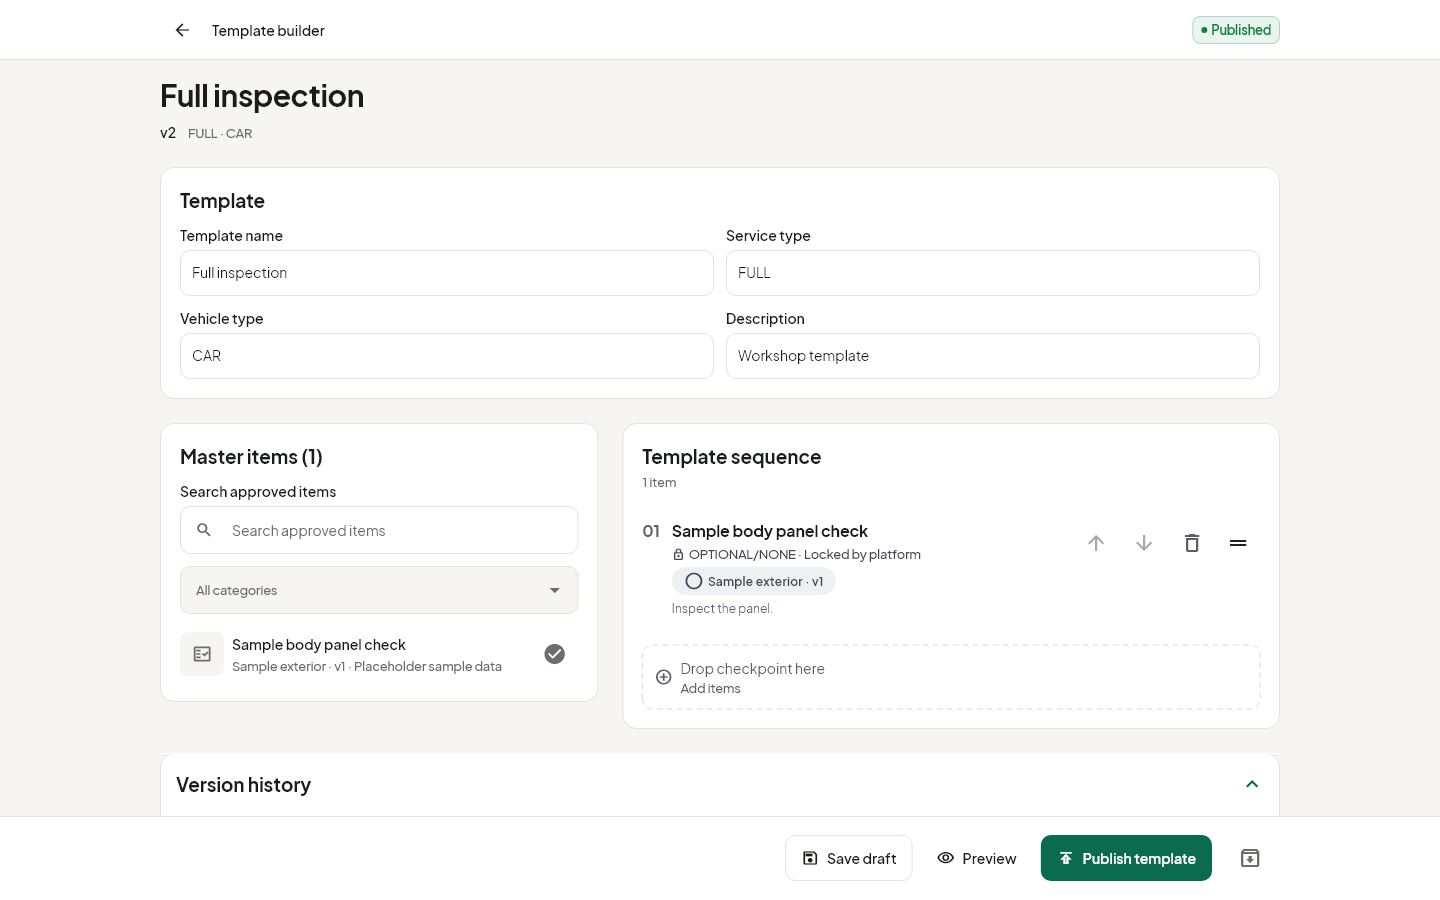 Template builder
Published
Full inspection
v2 FULL · CAR
Template
Template name
Service type
Full inspection
FULL
Vehicle type
Description
CAR
Workshop template
Master items (1)
Search approved items
Search approved items
All categories
Sample body panel check
Sample exterior · v1 · Placeholder sample data
Template sequence
1 item
01 Sample body panel check
OPTIONAL/NONE · Locked by platform
Sample exterior · v1
Inspect the panel.
Drop checkpoint here
Add items
Version history
Save draft
Preview
Publish template